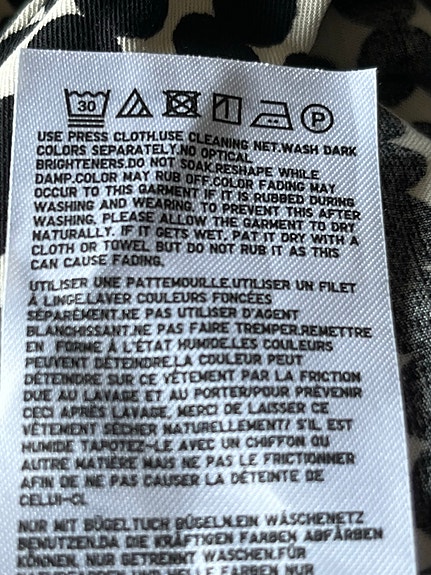 30
P
USE PRESS CLOTH.USE CLEANING NET.WASH DARK
COLORS SEPARATELY.NO OPTICAL
BRIGHTENERS.DO NOT SOAK.RESHAPE WHILE
DAMP.COLOR MAY RUB OFF.COLOR FADING MAY
OCCUR TO THIS GARMENT IF IT IS RUBBED DURING
WASHING AND WEARING. TO PREVENT THIS AFTER
WASHING, PLEASE ALLOW THE GARMENT TO DRY
NATURALLY. IF IT GETS WET, PAT IT DRY WITH A
CLOTH OR TOWEL BUT DO NOT RUB IT AS THIS
CAN CAUSE FADING.
UTILISER UNE PATTEMOUILLE.UTILISER UN FILET
À LINGE.LAVER COULEURS FONCÉES
SÉPARÉMENT.NE PAS UTILISER D'AGENT
BLANCHISSANT.NE PAS FAIRE TREMPER.REMETTRE
EN FORME À L'ÉTAT HUMIDE.LES COULEURS
PEUVENT DÉTEINDRE.LA COULEUR PEUT
DÉTEINDRE SUR CE VÊTEMENT PAR LA FRICTION
DUE AU LAVAGE ET AU PORTER/POUR PRÉVENIR
CECI APRÈS LAVAGE, MERCI DE LAISSER CE
VÊTEMENT SÉCHER NATURELLEMENT/ S'IL EST
HUMIDE TAPOTEZ-LE AVEC UN CHIFFON OU
AUTRE MATIÈRE MAIS NE PAS LE FRICTIONNER
AFIN DE NE PAS CAUSER LA DÉTEINTE DE
CELUI-CI.
NUR MIT BÜGELTUCH BÜGELN.EIN WÄSCHENETZ
BENUTZEN.DA DIE KRÄFTIGEN FARBEN ABFÄRBEN
KÖNNEN, NUR GETRENNT WASCHEN.FÜR
UND HELLE FARBEN NUR